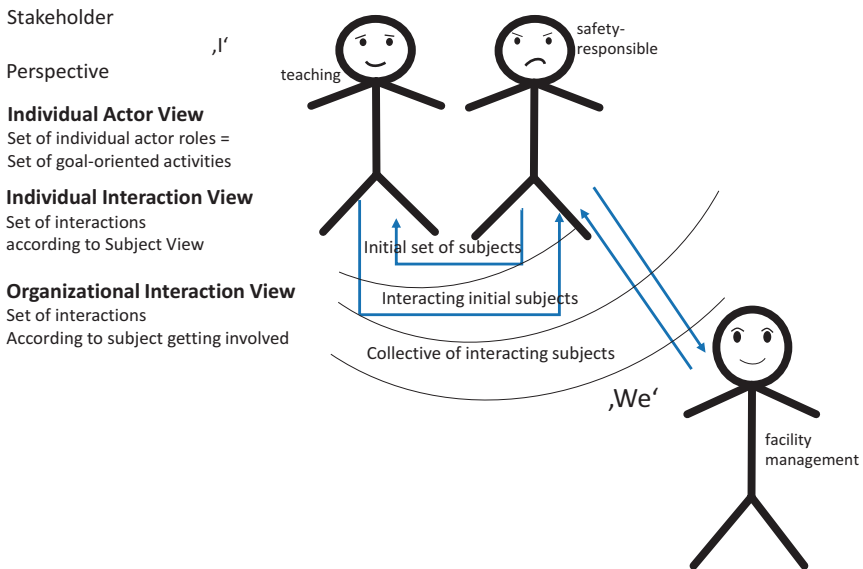 Stakeholder
‚I‘
Perspective
teaching
safety-
responsible
Individual Actor View
Set of individual actor roles =
Set of goal-oriented activities
Individual Interaction View
Set of interactions
according to Subject View
Initial set of subjects
Organizational Interaction View
Set of interactions
According to subject getting involved
Interacting initial subjects
Collective of interacting subjects
‚We‘
facility
management